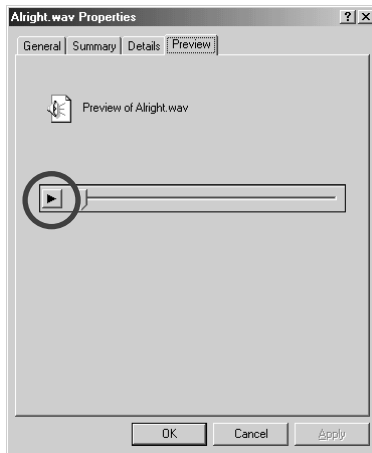 Alright.wav Properties
General Summary Details Preview
Preview of Alright.wav
OK Cancel Apply